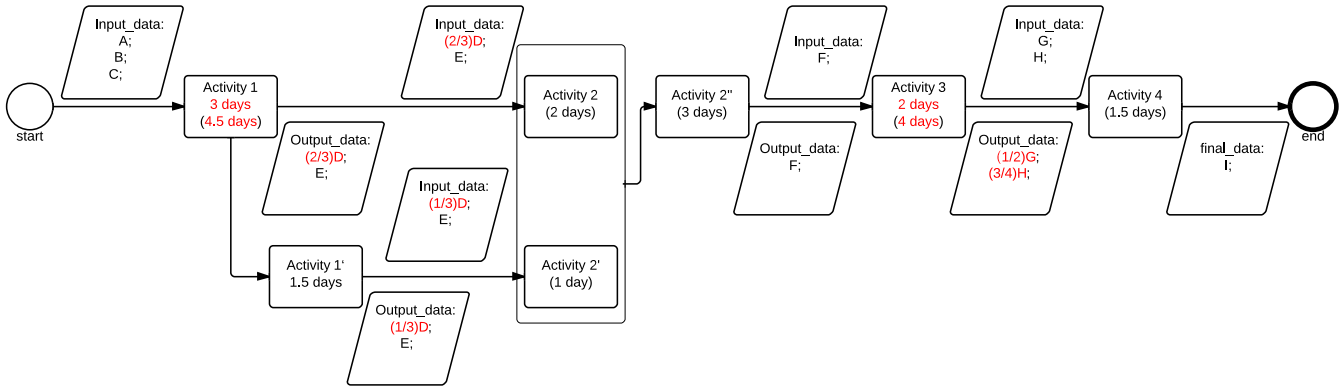 Input_data:
A;
B;
C;
start
Activity 1
3 days
(4.5 days)
Input_data:
(2/3)D;
E;
Output_data:
(2/3)D;
E;
Activity 2
(2 days)
Input_data:
(1/3)D;
E;
Activity 1‘
1.5 days
Output_data:
(1/3)D;
E;
Activity 2'
(1 day)
Activity 2"
(3 days)
Input_data:
F;
Output_data:
F;
Activity 3
2 days
(4 days)
Input_data:
G;
H;
Output_data:
(1/2)G;
(3/4)H;
Activity 4
(1.5 days)
final_data:
I;
end